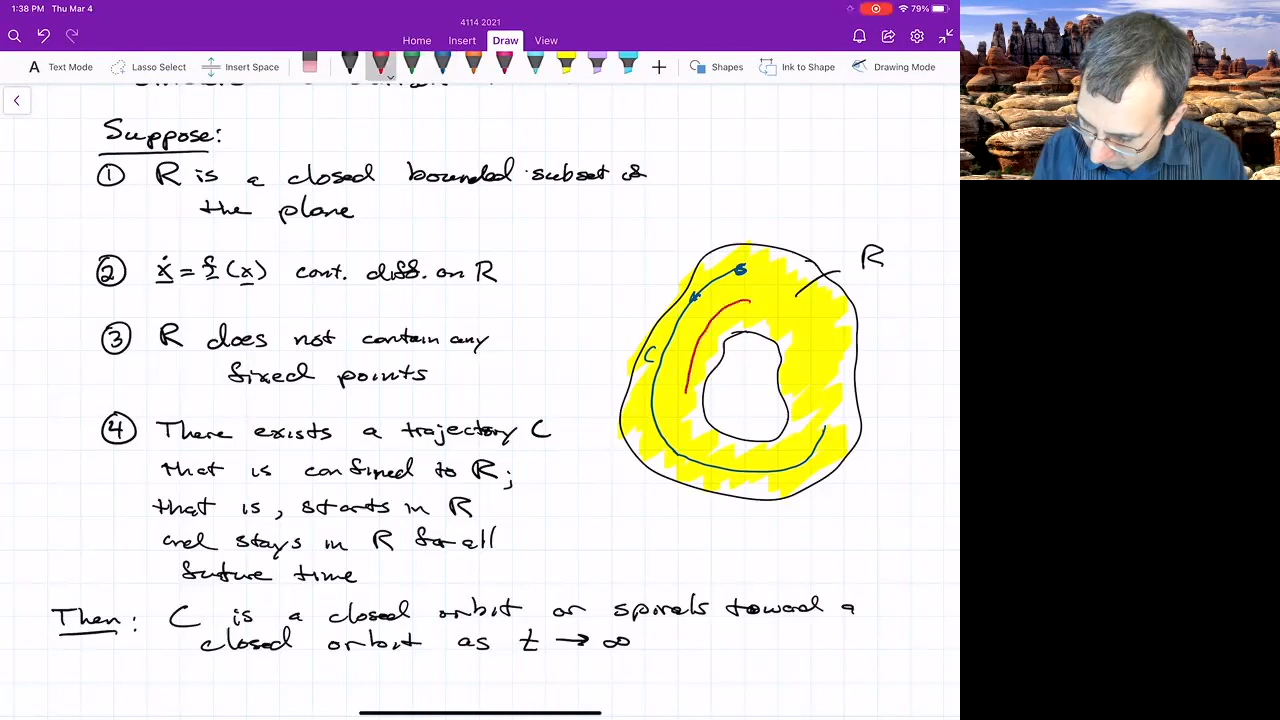 1:38 PM Thu Mar 4
79%
4114 2021
Home Insert Draw View
Text Mode Lasso Select Insert Space Shapes Ink to Shape Drawing Mode
Suppose:
① R is a closed bounded subset of
the plane
② ẋ = f(x) cont. diff. on R
③ R does not contain any
fixed points
④ There exists a trajectory C
that is confined to R;
that is, starts in R
and stays in R for all
future time
Then: C is a closed orbit or spirals toward a
closed orbit as t → ∞
R
C